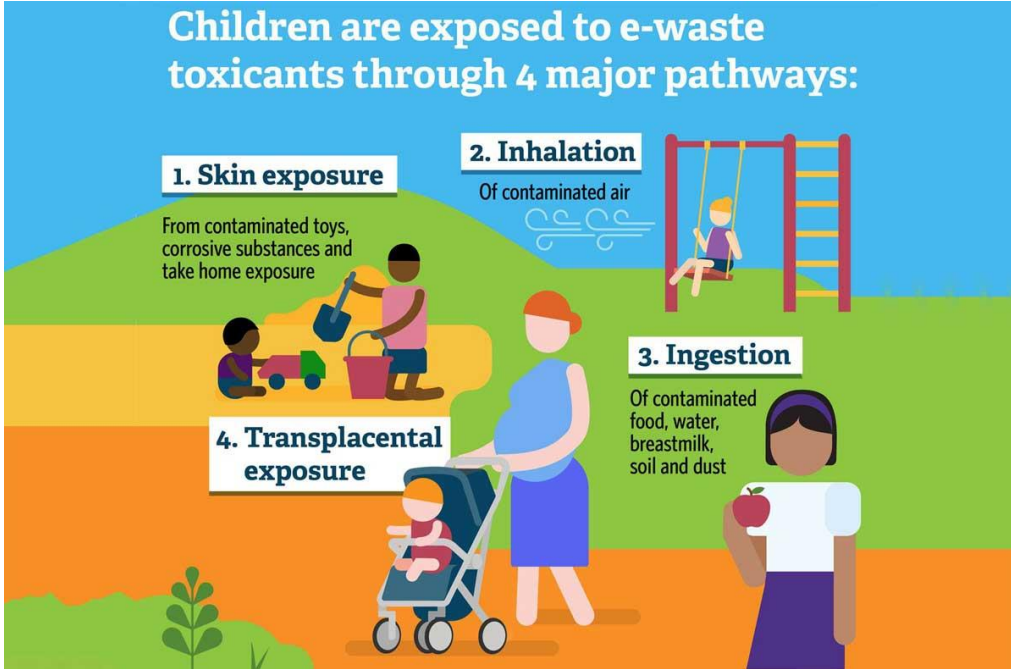 Children are exposed to e-waste
toxicants through 4 major pathways:
1. Skin exposure
From contaminated toys,
corrosive substances and
take home exposure
2. Inhalation
Of contaminated air
3. Ingestion
Of contaminated
food, water,
breastmilk,
soil and dust
4. Transplacental
exposure